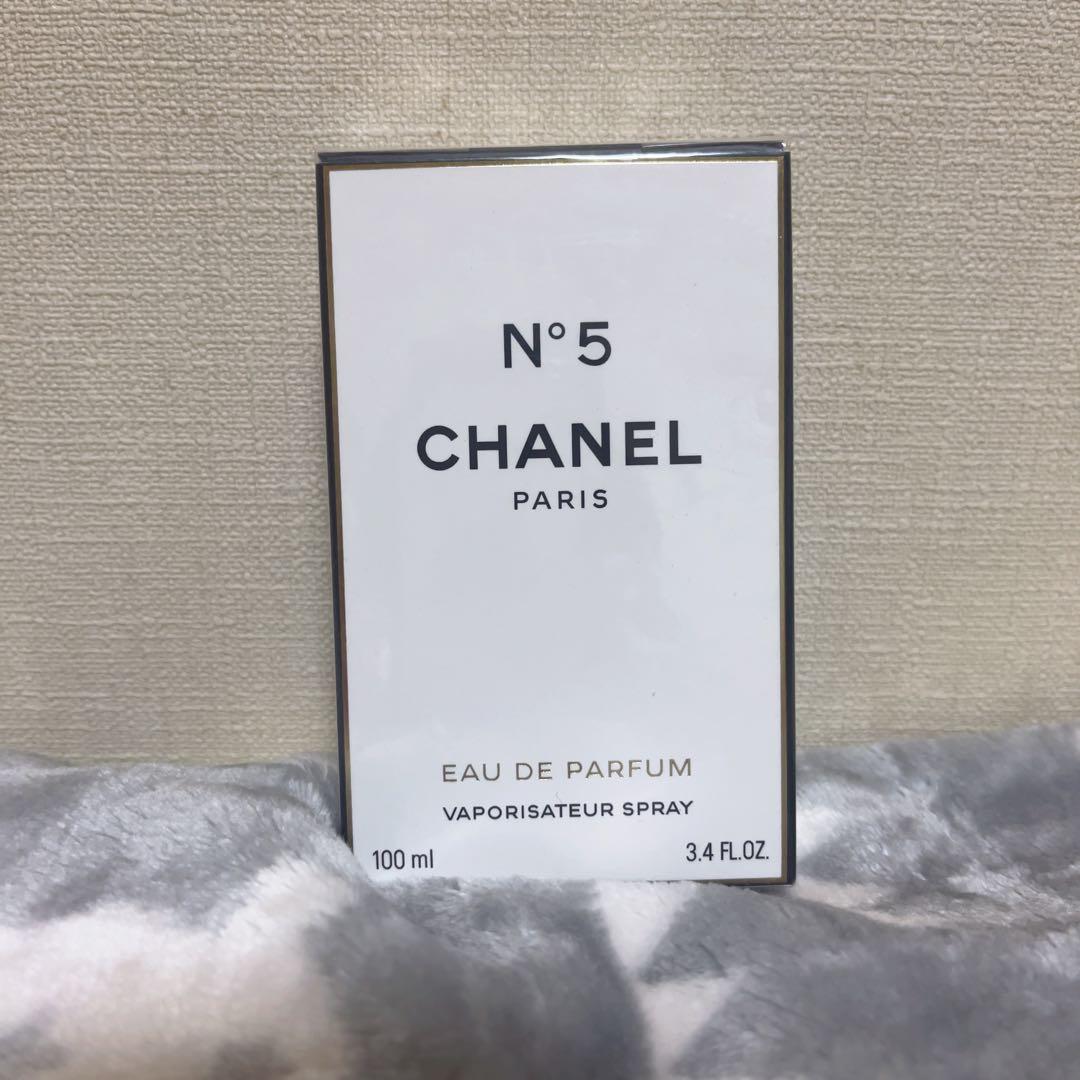 N°5
CHANEL
PARIS
EAU DE PARFUM
VAPORISATEUR SPRAY
100 ml
3.4 FL.OZ.